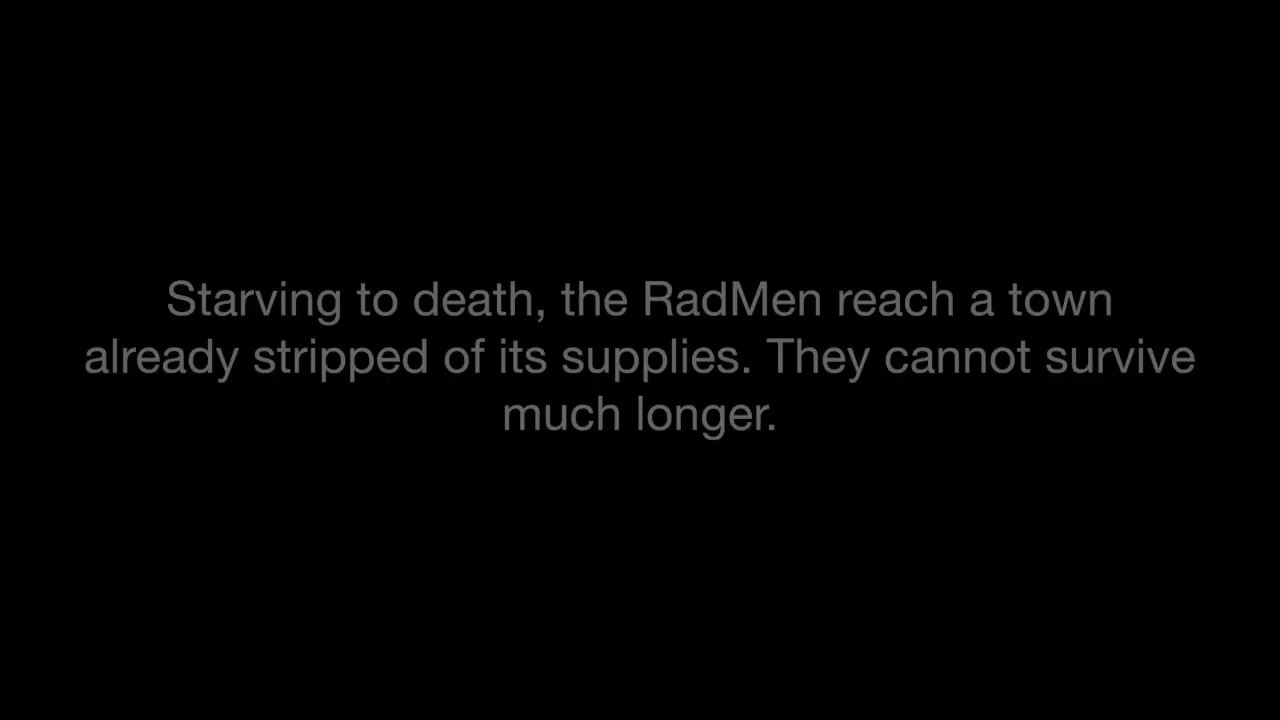 Starving to death, the RadMen reach a town
already stripped of its supplies. They cannot survive
much longer.